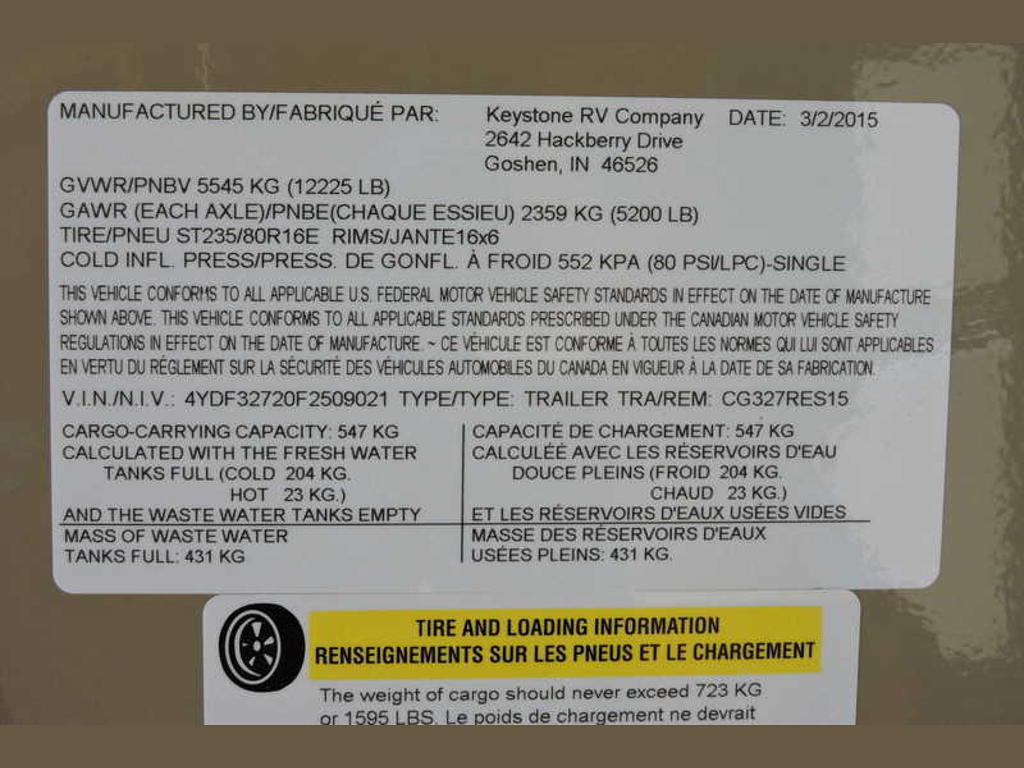 MANUFACTURED BY/FABRIQUÉ PAR: Keystone RV Company DATE: 3/2/2015
2642 Hackberry Drive
Goshen, IN 46526
GVWR/PNBV 5545 KG (12225 LB)
GAWR (EACH AXLE)/PNBE(CHAQUE ESSIEU) 2359 KG (5200 LB)
TIRE/PNEU ST235/80R16E RIMS/JANTE16x6
COLD INFL. PRESS/PRESS. DE GONFL. À FROID 552 KPA (80 PSI/LPC)-SINGLE
THIS VEHICLE CONFORMS TO ALL APPLICABLE U.S. FEDERAL MOTOR VEHICLE SAFETY STANDARDS IN EFFECT ON THE DATE OF MANUFACTURE
SHOWN ABOVE. THIS VEHICLE CONFORMS TO ALL APPLICABLE STANDARDS PRESCRIBED UNDER THE CANADIAN MOTOR VEHICLE SAFETY
REGULATIONS IN EFFECT ON THE DATE OF MANUFACTURE. ~ CE VÉHICULE EST CONFORME À TOUTES LES NORMES QUI LUI SONT APPLICABLES
EN VERTU DU RÉGLEMENT SUR LA SÉCURITÉ DES VÉHICULES AUTOMOBILES DU CANADA EN VIGUEUR À LA DATE DE SA FABRICATION.
V.I.N./N.I.V.: 4YDF32720F2509021 TYPE/TYPE: TRAILER TRA/REM: CG327RES15
CARGO-CARRYING CAPACITY: 547 KG
CALCULATED WITH THE FRESH WATER
TANKS FULL (COLD 204 KG.
HOT 23 KG.)
AND THE WASTE WATER TANKS EMPTY
MASS OF WASTE WATER
TANKS FULL: 431 KG
CAPACITÉ DE CHARGEMENT: 547 KG
CALCULÉÉ AVEC LES RÉSERVOIRS D'EAU
DOUCE PLEINS (FROID 204 KG.
CHAUD 23 KG.)
ET LES RÉSERVOIRS D'EAUX USÉES VIDES
MASSE DES RÉSERVOIRS D'EAUX
USÉES PLEINS: 431 KG.
TIRE AND LOADING INFORMATION
RENSEIGNEMENTS SUR LES PNEUS ET LE CHARGEMENT
The weight of cargo should never exceed 723 KG
or 1595 LBS. Le poids de chargement ne devrait